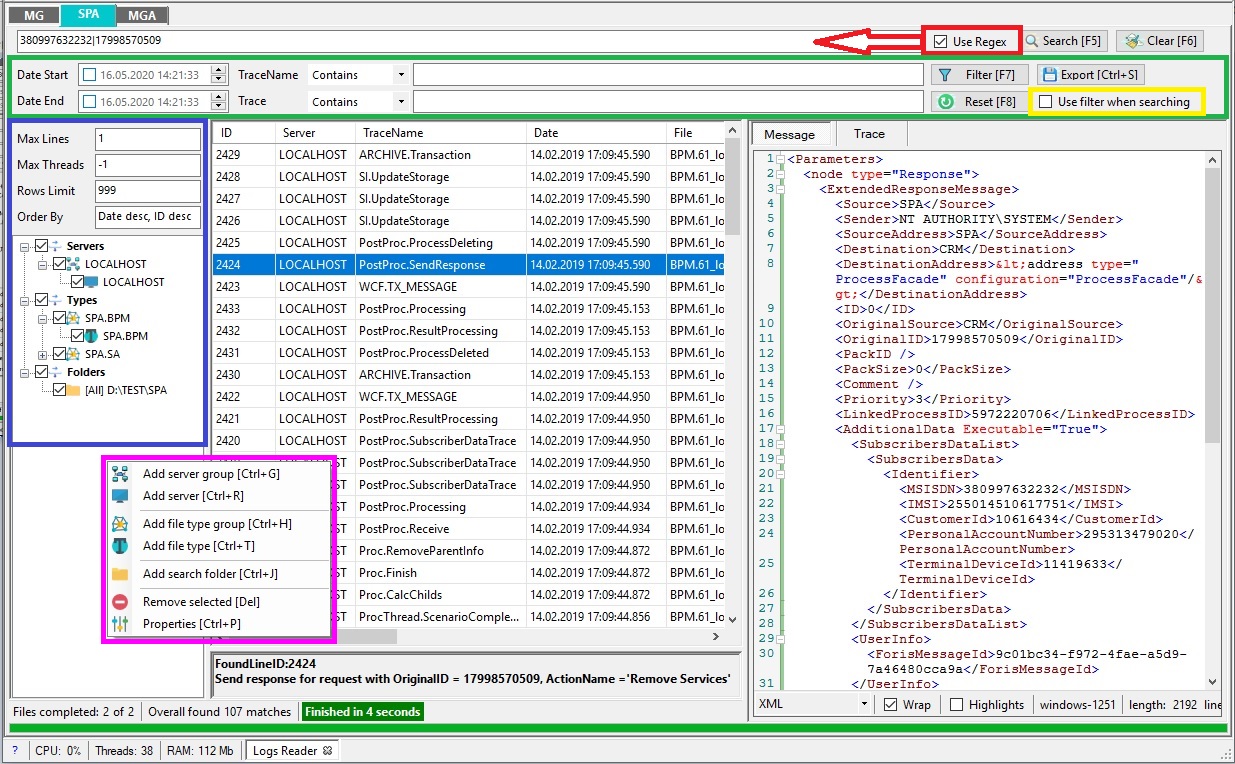 MG SPA MGA
380997632232|17998570509 Use Regex Search [F5] Clear [F6]
Date Start 16.05.2020 14:21:33 TraceName Contains Filter [F7] Export [Ctrl+S]
Date End 16.05.2020 14:21:33 Trace Contains Reset [F8] Use filter when searching
Max Lines 1
Max Threads -1
Rows Limit 999
Order By Date desc, ID desc
Servers
LOCALHOST
LOCALHOST
Types
SPA.BPM
SPA.BPM
SPA.SA
Folders
[All] D:\TEST\SPA
Add server group [Ctrl+G]
Add server [Ctrl+R]
Add file type group [Ctrl+H]
Add file type [Ctrl+T]
Add search folder [Ctrl+J]
Remove selected [Del]
Properties [Ctrl+P]
ID Server TraceName Date File
2429 LOCALHOST ARCHIVE.Transaction 14.02.2019 17:09:45.590 BPM.61_lo
2428 LOCALHOST SI.UpdateStorage 14.02.2019 17:09:45.590 BPM.61_lo
2427 LOCALHOST SI.UpdateStorage 14.02.2019 17:09:45.590 BPM.61_lo
2426 LOCALHOST SI.UpdateStorage 14.02.2019 17:09:45.590 BPM.61_lo
2425 LOCALHOST PostProc.ProcessDeleting 14.02.2019 17:09:45.590 BPM.61_lo
2424 LOCALHOST PostProc.SendResponse 14.02.2019 17:09:45.590 BPM.61_lo
2423 LOCALHOST WCF.TX_MESSAGE 14.02.2019 17:09:45.590 BPM.61_lo
2433 LOCALHOST PostProc.Processing 14.02.2019 17:09:45.153 BPM.61_lo
2432 LOCALHOST PostProc.ResultProcessing 14.02.2019 17:09:45.153 BPM.61_lo
2431 LOCALHOST PostProc.ProcessDeleted 14.02.2019 17:09:45.153 BPM.61_lo
2430 LOCALHOST ARCHIVE.Transaction 14.02.2019 17:09:45.153 BPM.61_lo
2422 LOCALHOST WCF.TX_MESSAGE 14.02.2019 17:09:44.950 BPM.61_lo
2421 LOCALHOST PostProc.ResultProcessing 14.02.2019 17:09:44.950 BPM.61_lo
2420 LOCALHOST PostProc.SubscriberDataTrace 14.02.2019 17:09:44.950 BPM.61_lo
ST PostProc.SubscriberDataTrace 14.02.2019 17:09:44.950 BPM.61_lo
ST PostProc.SubscriberDataTrace 14.02.2019 17:09:44.950 BPM.61_lo
ST PostProc.Processing 14.02.2019 17:09:44.934 BPM.61_lo
ST PostProc.Receive 14.02.2019 17:09:44.934 BPM.61_lo
ST Proc.RemoveParentInfo 14.02.2019 17:09:44.872 BPM.61_lo
ST Proc.Finish 14.02.2019 17:09:44.872 BPM.61_lo
ST Proc.CalcChilds 14.02.2019 17:09:44.872 BPM.61_lo
ST ProcThread.ScenarioComple... 14.02.2019 17:09:44.856 BPM.61_lo
FoundLineID:2424
Send response for request with OriginalID = 17998570509, ActionName ='Remove Services'
Message Trace
1 <Parameters>
2 <node type="Response">
3 <ExtendedResponseMessage>
4 <Source>SPA</Source>
5 <Sender>NT AUTHORITY\SYSTEM</Sender>
6 <SourceAddress>SPA</SourceAddress>
7 <Destination>CRM</Destination>
8 <DestinationAddress>&lt;address type="
ProcessFacade" configuration="ProcessFacade"/&
gt;</DestinationAddress>
9 <ID>0</ID>
10 <OriginalSource>CRM</OriginalSource>
11 <OriginalID>17998570509</OriginalID>
12 <PackID />
13 <PackSize>0</PackSize>
14 <Comment />
15 <Priority>3</Priority>
16 <LinkedProcessID>5972220706</LinkedProcessID>
17 <AdditionalData Executable="True">
18 <SubscribersDataList>
19 <SubscribersData>
20 <Identifier>
21 <MSISDN>380997632232</MSISDN>
22 <IMSI>255014510617751</IMSI>
23 <CustomerId>10616434</CustomerId>
24 <PersonalAccountNumber>295313479020</
PersonalAccountNumber>
25 <TerminalDeviceId>11419633</
TerminalDeviceId>
26 </Identifier>
27 </SubscribersData>
28 </SubscribersDataList>
29 <UserInfo>
30 <ForisMessageId>9c01bc34-f972-4fae-a5d9-
7a46480cca9a</ForisMessageId>
31 </UserInfo>
XML Wrap Highlights windows-1251 length: 2192 line
Files completed: 2 of 2 Overall found 107 matches Finished in 4 seconds
? CPU: 0% Threads: 38 RAM: 112 Mb Logs Reader